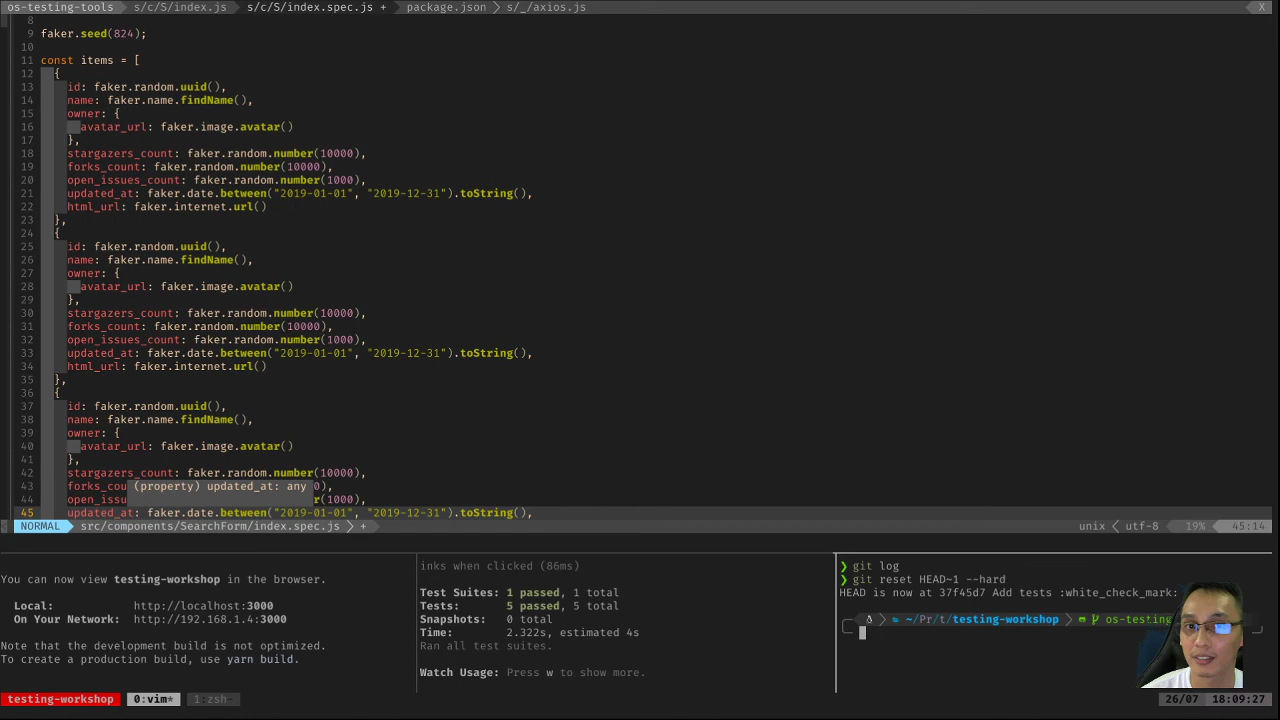 os-testing-tools s/c/S/index.js s/c/S/index.spec.js + package.json s/_/axios.js X
8
9 faker.seed(824);
10
11 const items = [
12 {
13 id: faker.random.uuid(),
14 name: faker.name.findName(),
15 owner: {
16 avatar_url: faker.image.avatar()
17 },
18 stargazers_count: faker.random.number(10000),
19 forks_count: faker.random.number(10000),
20 open_issues_count: faker.random.number(1000),
21 updated_at: faker.date.between("2019-01-01", "2019-12-31").toString(),
22 html_url: faker.internet.url()
23 },
24 {
25 id: faker.random.uuid(),
26 name: faker.name.findName(),
27 owner: {
28 avatar_url: faker.image.avatar()
29 },
30 stargazers_count: faker.random.number(10000),
31 forks_count: faker.random.number(10000),
32 open_issues_count: faker.random.number(1000),
33 updated_at: faker.date.between("2019-01-01", "2019-12-31").toString(),
34 html_url: faker.internet.url()
35 },
36 {
37 id: faker.random.uuid(),
38 name: faker.name.findName(),
39 owner: {
40 avatar_url: faker.image.avatar()
41 },
42 stargazers_count: faker.random.number(10000),
43 forks_cou (property) updated_at: any 0),
44 open_issu r(1000),
45 updated_at: faker.date.between("2019-01-01", "2019-12-31").toString(),
NORMAL src/components/SearchForm/index.spec.js + unix utf-8 19% 45:14
You can now view testing-workshop in the browser.
Local: http://localhost:3000
On Your Network: http://192.168.1.4:3000
Note that the development build is not optimized.
To create a production build, use yarn build.
inks when clicked (86ms)
Test Suites: 1 passed, 1 total
Tests: 5 passed, 5 total
Snapshots: 0 total
Time: 2.322s, estimated 4s
Ran all test suites.
Watch Usage: Press w to show more.
❯ git log
❯ git reset HEAD~1 --hard
HEAD is now at 37f45d7 Add tests :white_check_mark:
~/Pr/t/testing-workshop os-testing
testing-workshop 0:vim* 1:zsh- 26/07 18:09:27